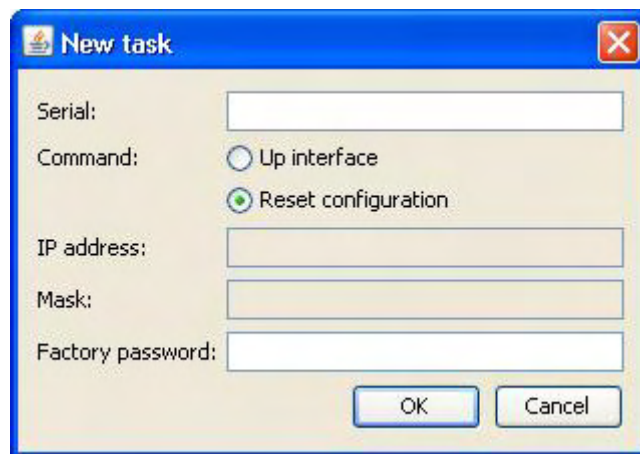 New task
Serial:
Command: Up interface
Reset configuration
IP address:
Mask:
Factory password:
OK Cancel